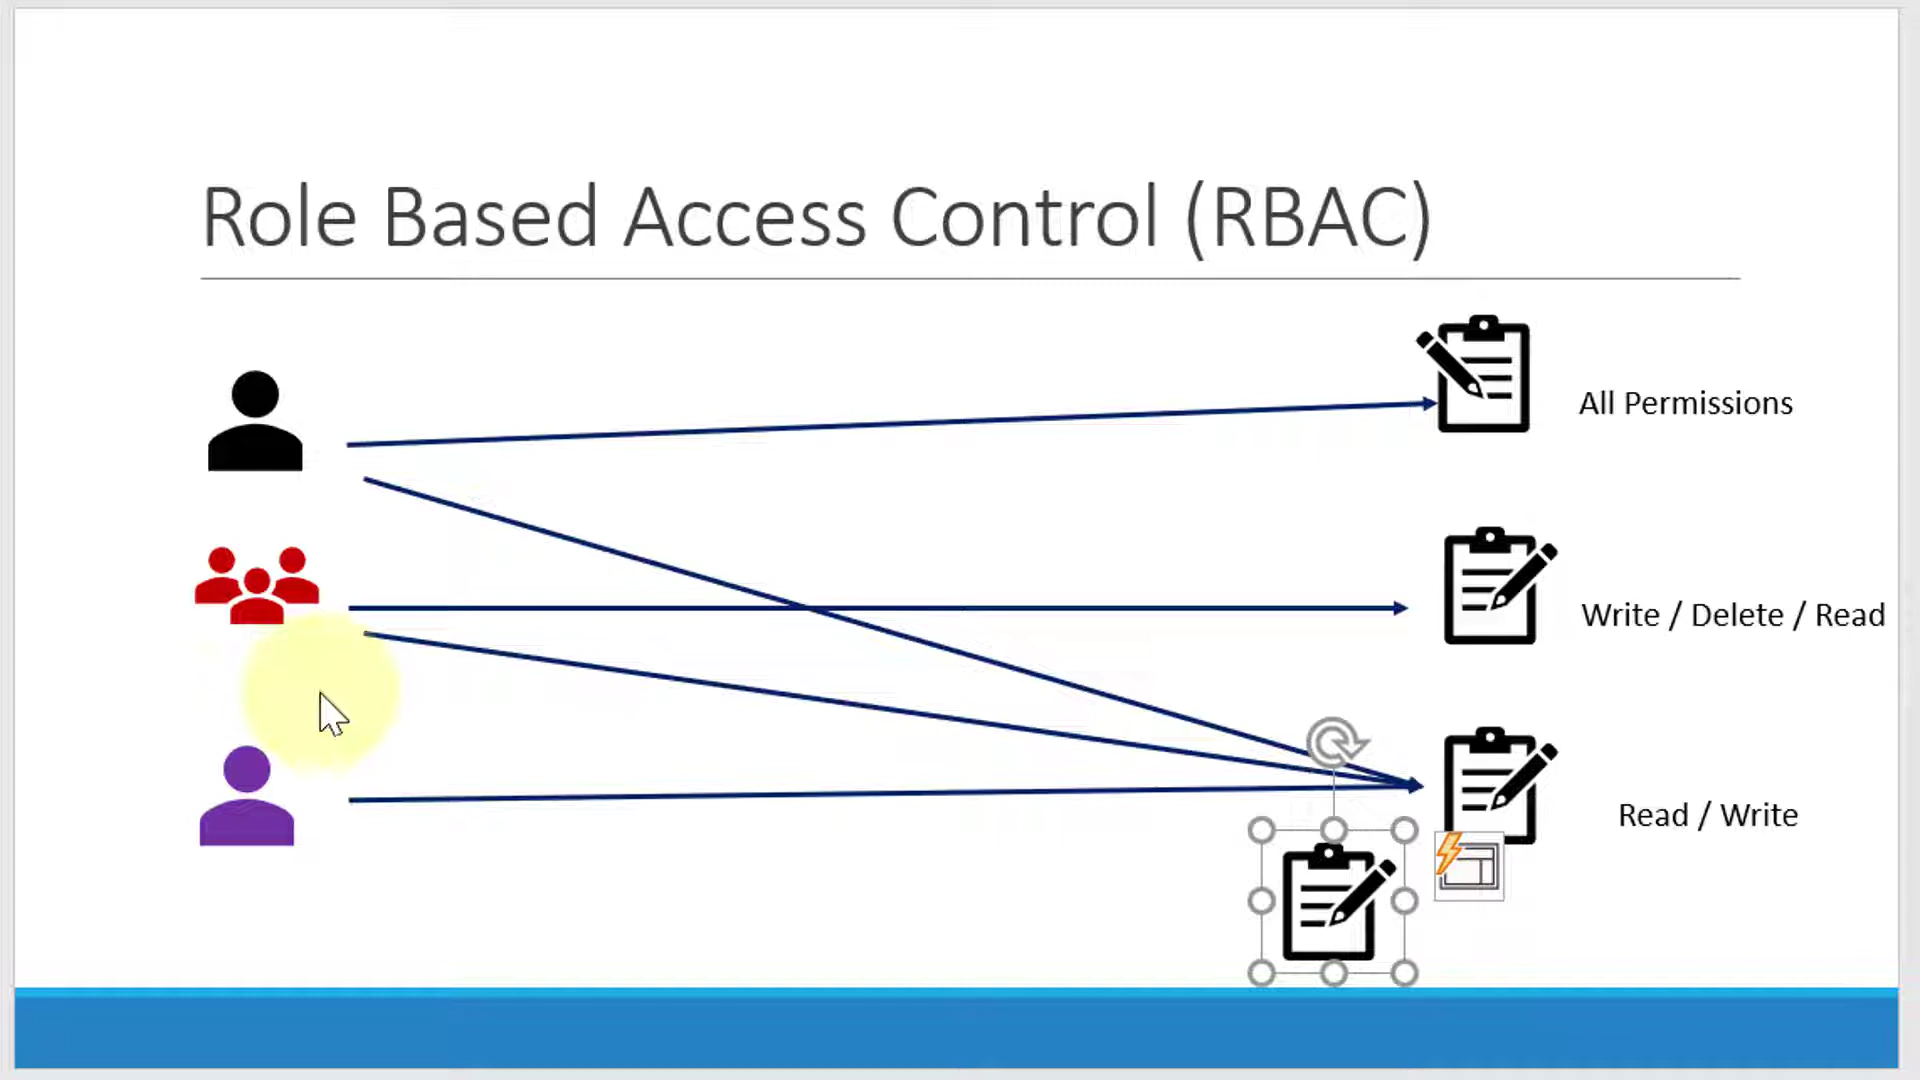 Role Based Access Control (RBAC)
All Permissions
Write / Delete / Read
Read / Write